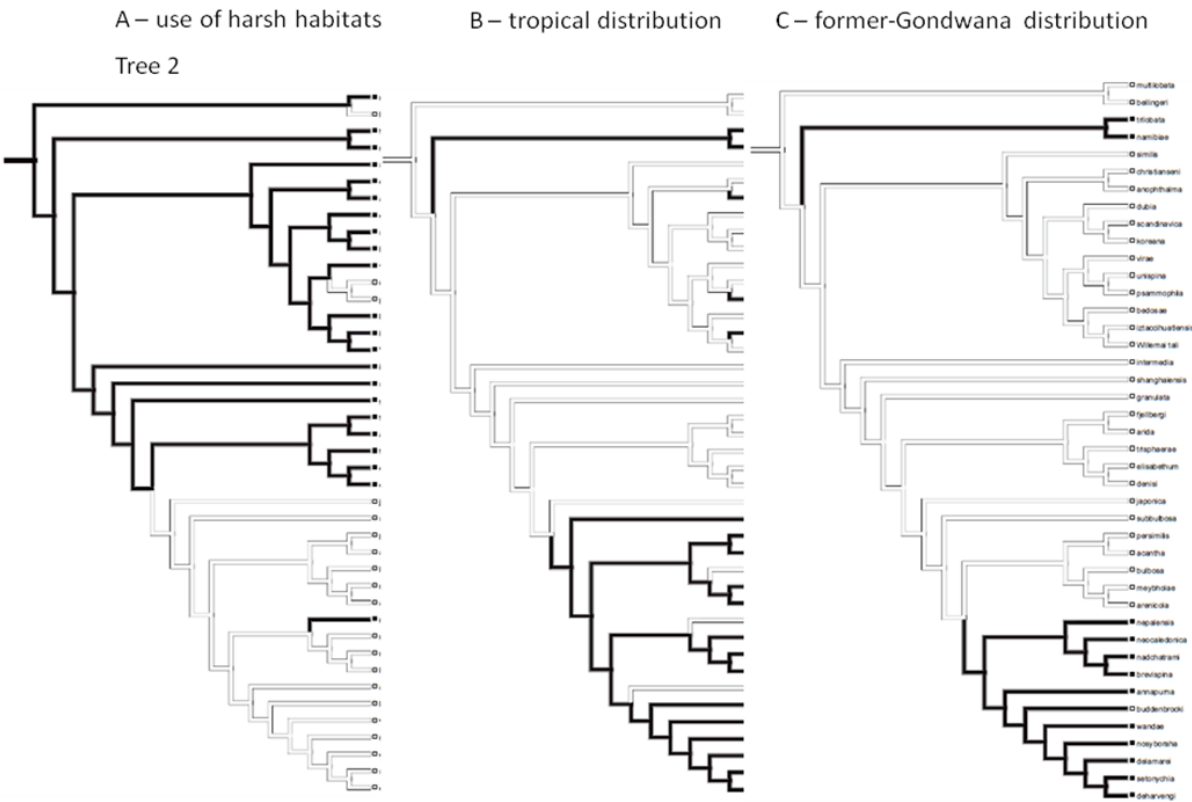 A – use of harsh habitats
B – tropical distribution
C – former-Gondwana distribution
Tree 2
multilobata
bellingeri
trilobata
namibiae
similis
christianseni
anophthalma
dubia
scandinavica
koreana
virae
unispina
psammophila
bedosae
iztaccihuatlensis
Willemai tali
intermedia
shanghaiensis
granulata
fjellbergi
arida
trisphaerae
elisabethum
denisi
japonica
subbulbosa
persimilis
acantha
bulbosa
meybholae
arenicola
nepalensis
neocaledonica
nadchatrami
brevispina
annapurna
buddenbrocki
wandae
nosyboraha
delamarei
setonychia
deharvengi